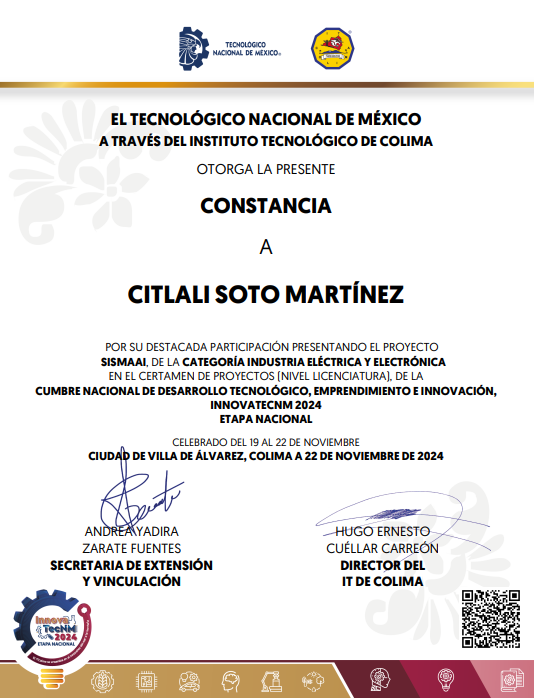 TECNOLÓGICO
NACIONAL DE MÉXICO
EL TECNOLÓGICO NACIONAL DE MÉXICO
A TRAVÉS DEL INSTITUTO TECNOLÓGICO DE COLIMA
OTORGA LA PRESENTE
CONSTANCIA
A
CITLALI SOTO MARTÍNEZ
POR SU DESTACADA PARTICIPACIÓN PRESENTANDO EL PROYECTO
SISMAAI, DE LA CATEGORÍA INDUSTRIA ELÉCTRICA Y ELECTRÓNICA
EN EL CERTAMEN DE PROYECTOS (NIVEL LICENCIATURA), DE LA
CUMBRE NACIONAL DE DESARROLLO TECNOLÓGICO, EMPRENDIMIENTO E INNOVACIÓN,
INNOVATECNM 2024
ETAPA NACIONAL
CELEBRADO DEL 19 AL 22 DE NOVIEMBRE
CIUDAD DE VILLA DE ÁLVAREZ, COLIMA A 22 DE NOVIEMBRE DE 2024
ANDREA YADIRA
ZARATE FUENTES
SECRETARIA DE EXTENSIÓN
Y VINCULACIÓN
HUGO ERNESTO
CUÉLLAR CARREÓN
DIRECTOR DEL
IT DE COLIMA
Innova
TecNM
2024
ETAPA NACIONAL